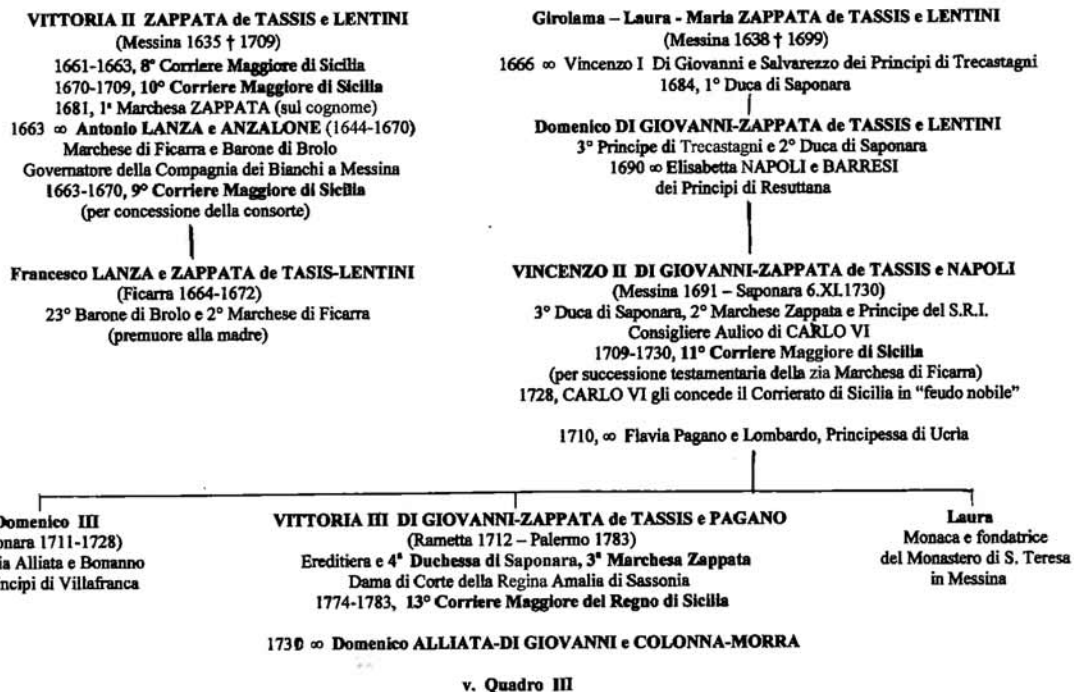 VITTORIA II ZAPPATA de TASSIS e LENTINI
(Messina 1635 † 1709)
1661-1663, 8° Corriere Maggiore di Sicilia
1670-1709, 10° Corriere Maggiore di Sicilia
1681, 1ª Marchesa ZAPPATA (sul cognome)
1663 ∞ Antonio LANZA e ANZALONE (1644-1670)
Marchese di Ficarra e Barone di Brolo
Governatore della Compagnia dei Bianchi a Messina
1663-1670, 9° Corriere Maggiore di Sicilia
(per concessione della consorte)
Francesco LANZA e ZAPPATA de TASIS-LENTINI
(Ficarra 1664-1672)
23° Barone di Brolo e 2° Marchese di Ficarra
(premuore alla madre)
Girolama – Laura - Maria ZAPPATA de TASSIS e LENTINI
(Messina 1638 † 1699)
1666 ∞ Vincenzo I Di Giovanni e Salvarezzo dei Principi di Trecastagni
1684, 1° Duca di Saponara
Domenico DI GIOVANNI-ZAPPATA de TASSIS e LENTINI
3° Principe di Trecastagni e 2° Duca di Saponara
1690 ∞ Elisabetta NAPOLI e BARRESI
dei Principi di Resuttana
VINCENZO II DI GIOVANNI-ZAPPATA de TASSIS e NAPOLI
(Messina 1691 – Saponara 6.XI.1730)
3° Duca di Saponara, 2° Marchese Zappata e Principe del S.R.I.
Consigliere Aulico di CARLO VI
1709-1730, 11° Corriere Maggiore di Sicilia
(per successione testamentaria della zia Marchesa di Ficarra)
1728, CARLO VI gli concede il Corrierato di Sicilia in “feudo nobile”
1710, ∞ Flavia Pagano e Lombardo, Principessa di Ucria
Domenico III
onara 1711-1728)
ia Alliata e Bonanno
ncipi di Villafranca
VITTORIA III DI GIOVANNI-ZAPPATA de TASSIS e PAGANO
(Rametta 1712 – Palermo 1783)
Ereditiera e 4ª Duchessa di Saponara, 3ª Marchesa Zappata
Dama di Corte della Regina Amalia di Sassonia
1774-1783, 13° Corriere Maggiore del Regno di Sicilia
1730 ∞ Domenico ALLIATA-DI GIOVANNI e COLONNA-MORRA
Laura
Monaca e fondatrice
del Monastero di S. Teresa
in Messina
v. Quadro III